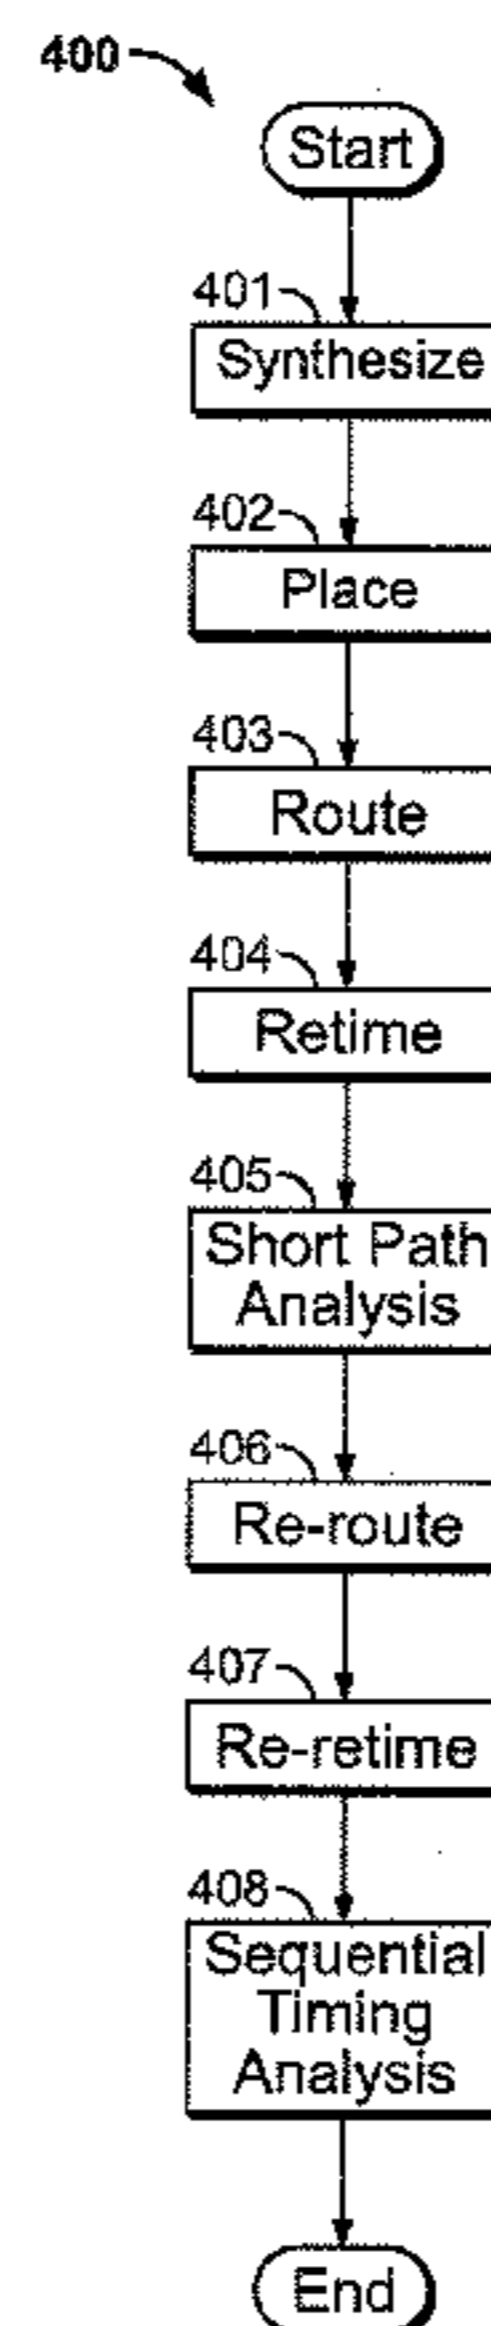 400
Start
401
Synthesize
402
Place
403
Route
404
Retime
405
Short Path
Analysis
406
Re-route
407
Re-retime
408
Sequential
Timing
Analysis
End